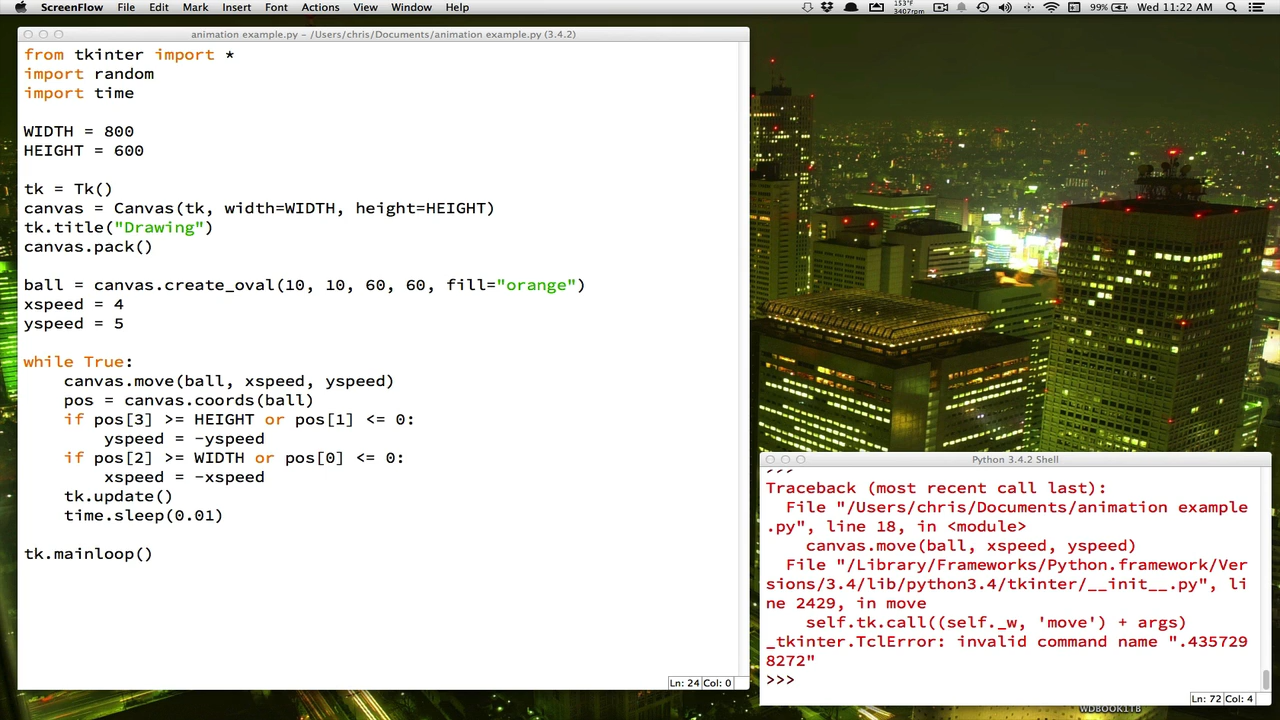 ScreenFlow File Edit Mark Insert Font Actions View Window Help 153°F 3407rpm 99% Wed 11:22 AM
animation example.py - /Users/chris/Documents/animation example.py (3.4.2)
from tkinter import *
import random
import time
WIDTH = 800
HEIGHT = 600
tk = Tk()
canvas = Canvas(tk, width=WIDTH, height=HEIGHT)
tk.title("Drawing")
canvas.pack()
ball = canvas.create_oval(10, 10, 60, 60, fill="orange")
xspeed = 4
yspeed = 5
while True:
    canvas.move(ball, xspeed, yspeed)
    pos = canvas.coords(ball)
    if pos[3] >= HEIGHT or pos[1] <= 0:
        yspeed = -yspeed
    if pos[2] >= WIDTH or pos[0] <= 0:
        xspeed = -xspeed
    tk.update()
    time.sleep(0.01)
tk.mainloop()
Ln: 24 Col: 0
Python 3.4.2 Shell
Traceback (most recent call last):
  File "/Users/chris/Documents/animation example
.py", line 18, in <module>
    canvas.move(ball, xspeed, yspeed)
  File "/Library/Frameworks/Python.framework/Ver
sions/3.4/lib/python3.4/tkinter/__init__.py", li
ne 2429, in move
    self.tk.call((self._w, 'move') + args)
_tkinter.TclError: invalid command name ".435729
8272"
>>>
Ln: 72 Col: 4
WDBOOK1TB